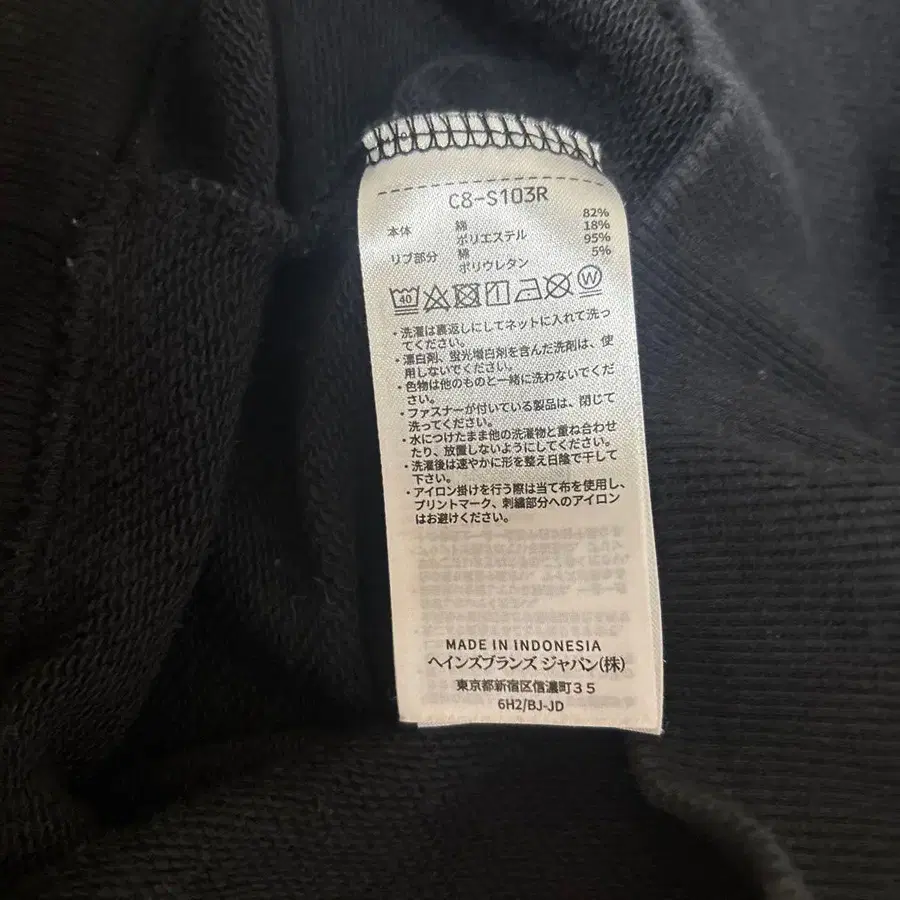 C8-S103R
本体 綿 82%
ポリエステル 18%
リブ部分 綿 95%
ポリウレタン 5%
40
W
・洗濯は裏返しにしてネットに入れて洗っ
てください。
・漂白剤、蛍光増白剤を含んだ洗剤は、使
用しないでください。
・色物は他のものと一緒に洗わないでくだ
さい。
・ファスナーが付いている製品は、閉じて
洗ってください。
・水につけたまま他の洗濯物と重ね合わせ
たり、放置しないようにしてください。
・洗濯後は速やかに形を整え日陰で干して
下さい。
・アイロン掛けを行う際は当て布を使用し、
プリントマーク、刺繍部分へのアイロン
はお避けください。
MADE IN INDONESIA
ヘインズブランズ ジャパン(株)
東京都新宿区信濃町35
6H2/BJ-JD